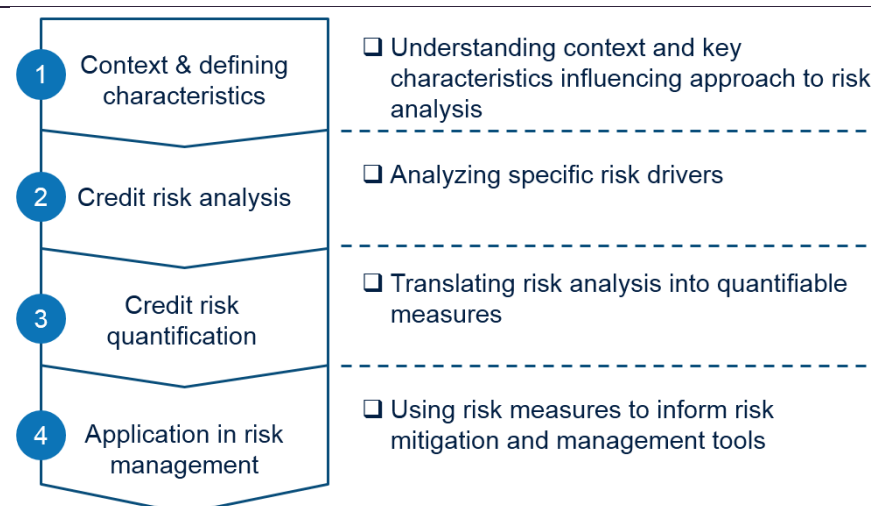 1
Context & defining
characteristics
❑ Understanding context and key
characteristics influencing approach to risk
analysis
2
Credit risk analysis
❑ Analyzing specific risk drivers
3
Credit risk
quantification
❑ Translating risk analysis into quantifiable
measures
4
Application in risk
management
❑ Using risk measures to inform risk
mitigation and management tools